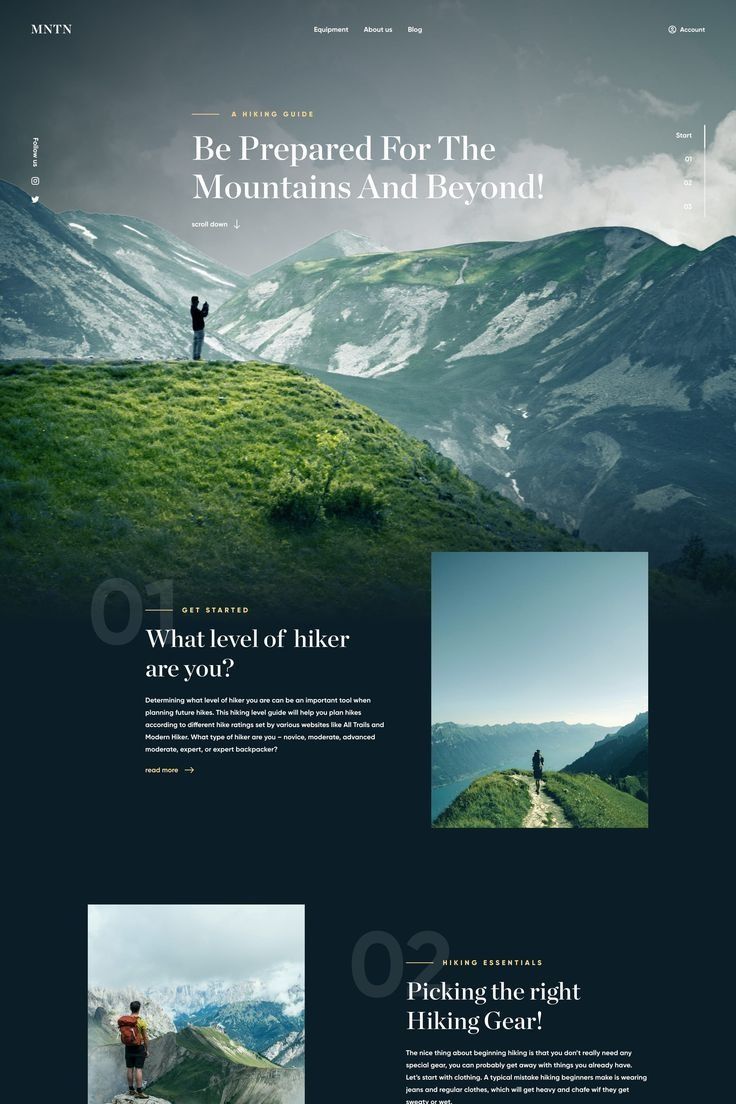 MNTN
Equipment
About us
Blog
Account
Follow us
A HIKING GUIDE
Be Prepared For The
Mountains And Beyond!
scroll down
Start
01
02
03
01
GET STARTED
What level of hiker
are you?
Determining what level of hiker you are can be an important tool when
planning future hikes. This hiking level guide will help you plan hikes
according to different hike ratings set by various websites like All Trails and
Modern Hiker. What type of hiker are you – novice, moderate, advanced
moderate, expert, or expert backpacker?
read more
02
HIKING ESSENTIALS
Picking the right
Hiking Gear!
The nice thing about beginning hiking is that you don't really need any
special gear, you can probably get away with things you already have.
Let's start with clothing. A typical mistake hiking beginners make is wearing
jeans and regular clothes, which will get heavy and chafe wif they get
sweaty or wet.